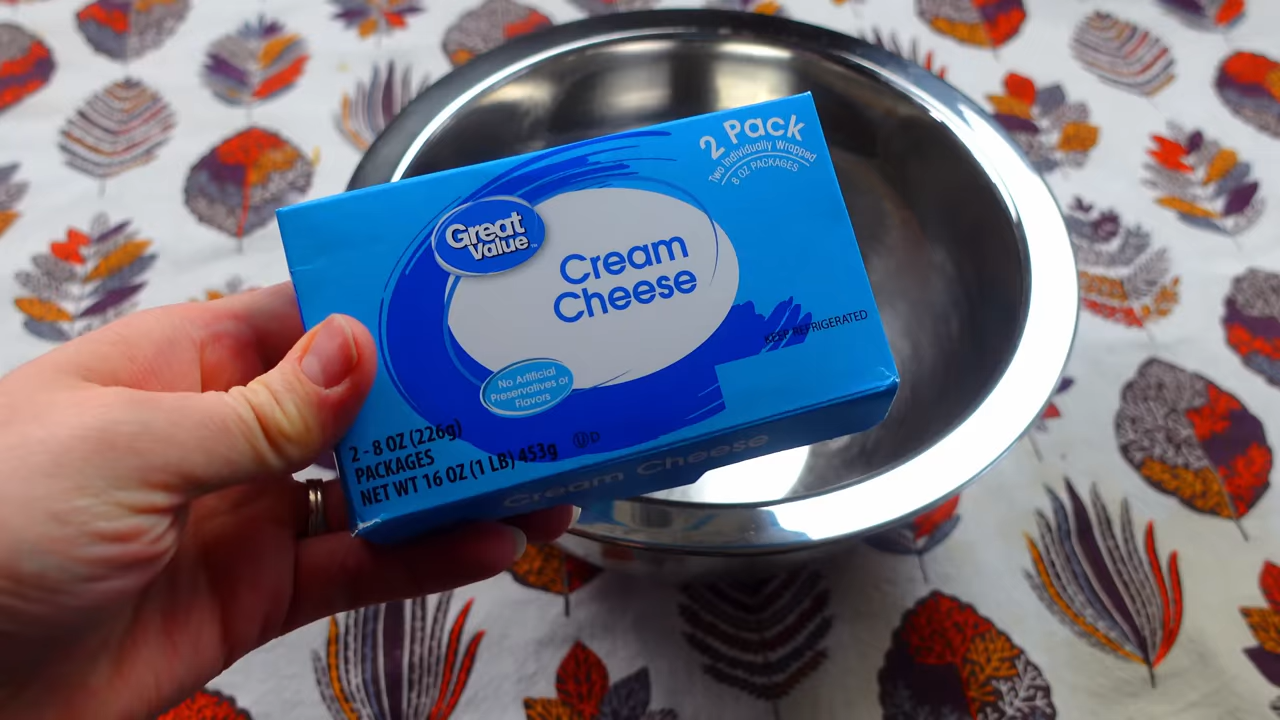 2 Pack
Two Individually Wrapped
8 OZ PACKAGES
Great
Value™
Cream
Cheese
KEEP REFRIGERATED
No Artificial
Preservatives or
Flavors
2 - 8 OZ (226g)
PACKAGES
NET WT 16 OZ (1 LB) 453g
U D
Cream Cheese